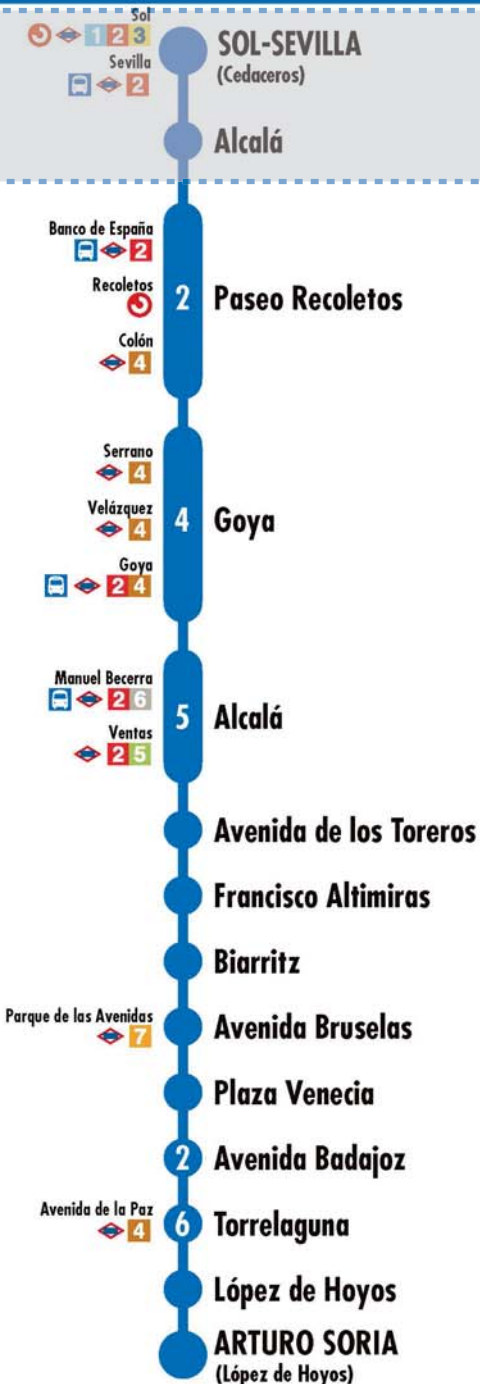 Sol
1 2 3
SOL-SEVILLA
(Cedaceros)
Sevilla
2
Alcalá
Banco de España
2
Recoletos
2 Paseo Recoletos
Colón
4
Serrano
4
Velázquez
4
4 Goya
Goya
2 4
Manuel Becerra
2 6
5 Alcalá
Ventas
2 5
Avenida de los Toreros
Francisco Altimiras
Biarritz
Parque de las Avenidas
7
Avenida Bruselas
Plaza Venecia
2 Avenida Badajoz
Avenida de la Paz
4
6 Torrelaguna
López de Hoyos
ARTURO SORIA
(López de Hoyos)